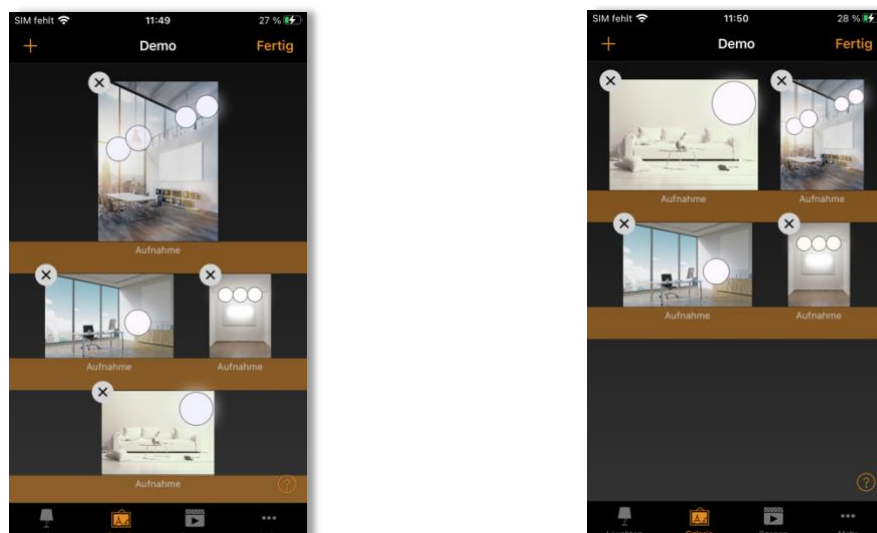 SIM fehlt 11:49 27 %
+ Demo Fertig
Aufnahme
Aufnahme Aufnahme
Aufnahme
?
SIM fehlt 11:50 28 %
+ Demo Fertig
Aufnahme Aufnahme
Aufnahme Aufnahme
?